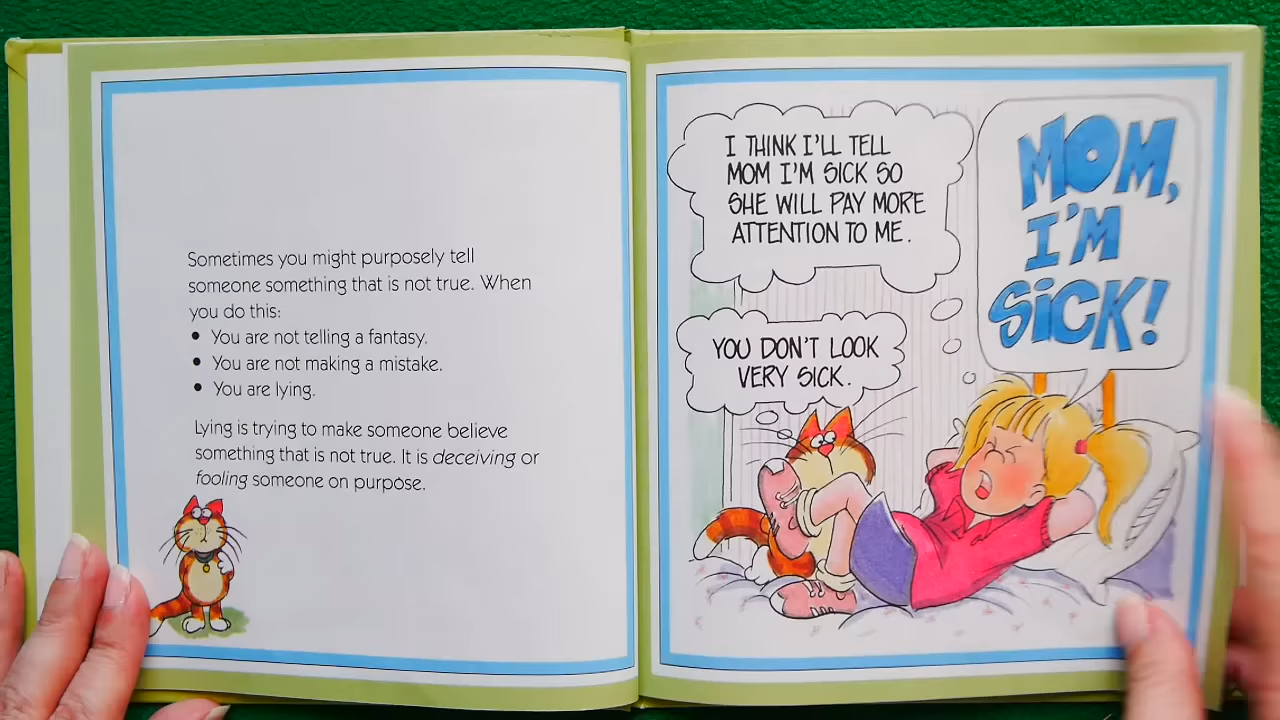 Sometimes you might purposely tell
someone something that is not true. When
you do this:
• You are not telling a fantasy.
• You are not making a mistake.
• You are lying.
Lying is trying to make someone believe
something that is not true. It is deceiving or
fooling someone on purpose.
I THINK I'LL TELL
MOM I'M SICK SO
SHE WILL PAY MORE
ATTENTION TO ME.
MOM,
I'M
SiCK!
YOU DON'T LOOK
VERY SICK.